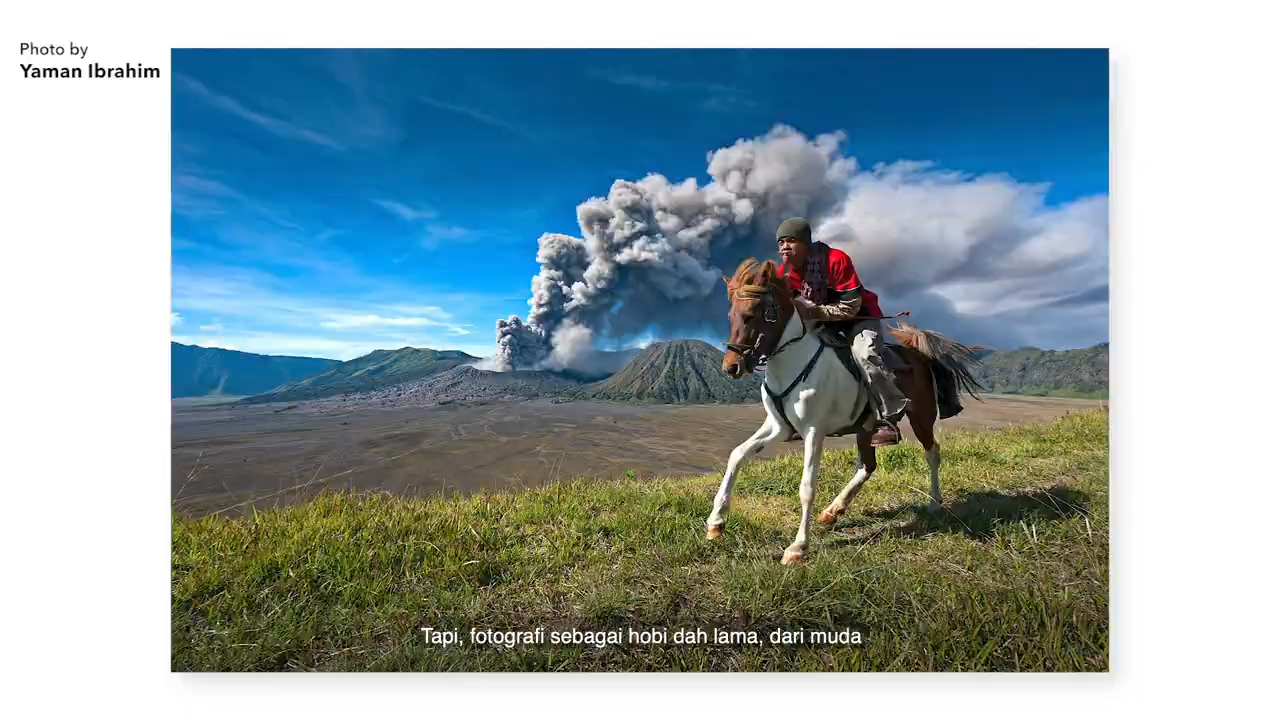 Photo by
Yaman Ibrahim
Tapi, fotografi sebagai hobi dah lama, dari muda